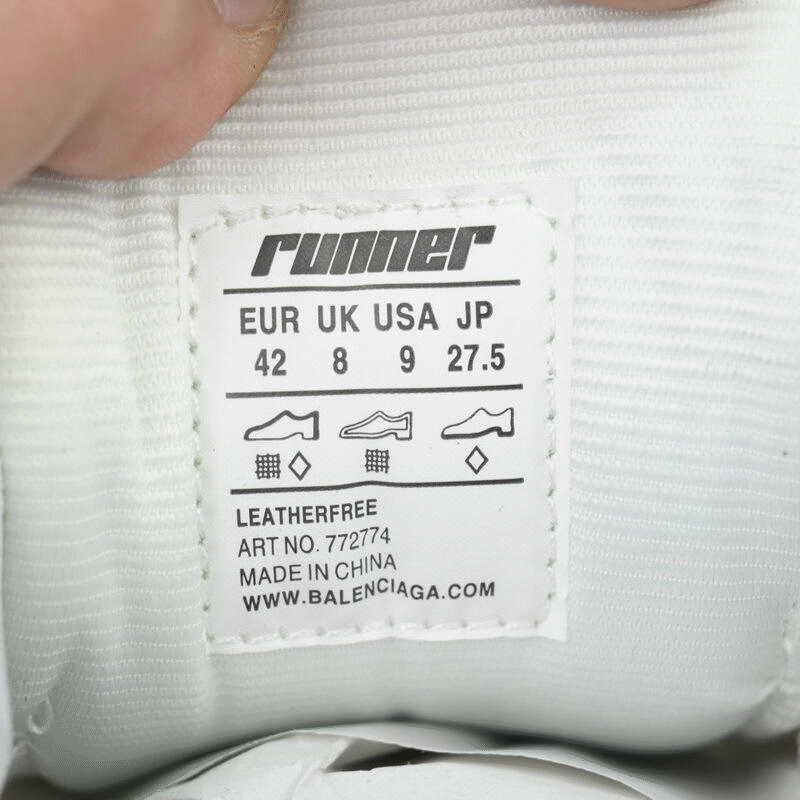 runner
EUR UK USA JP
42 8 9 27.5
LEATHERFREE
ART NO. 772774
MADE IN CHINA
WWW.BALENCIAGA.COM